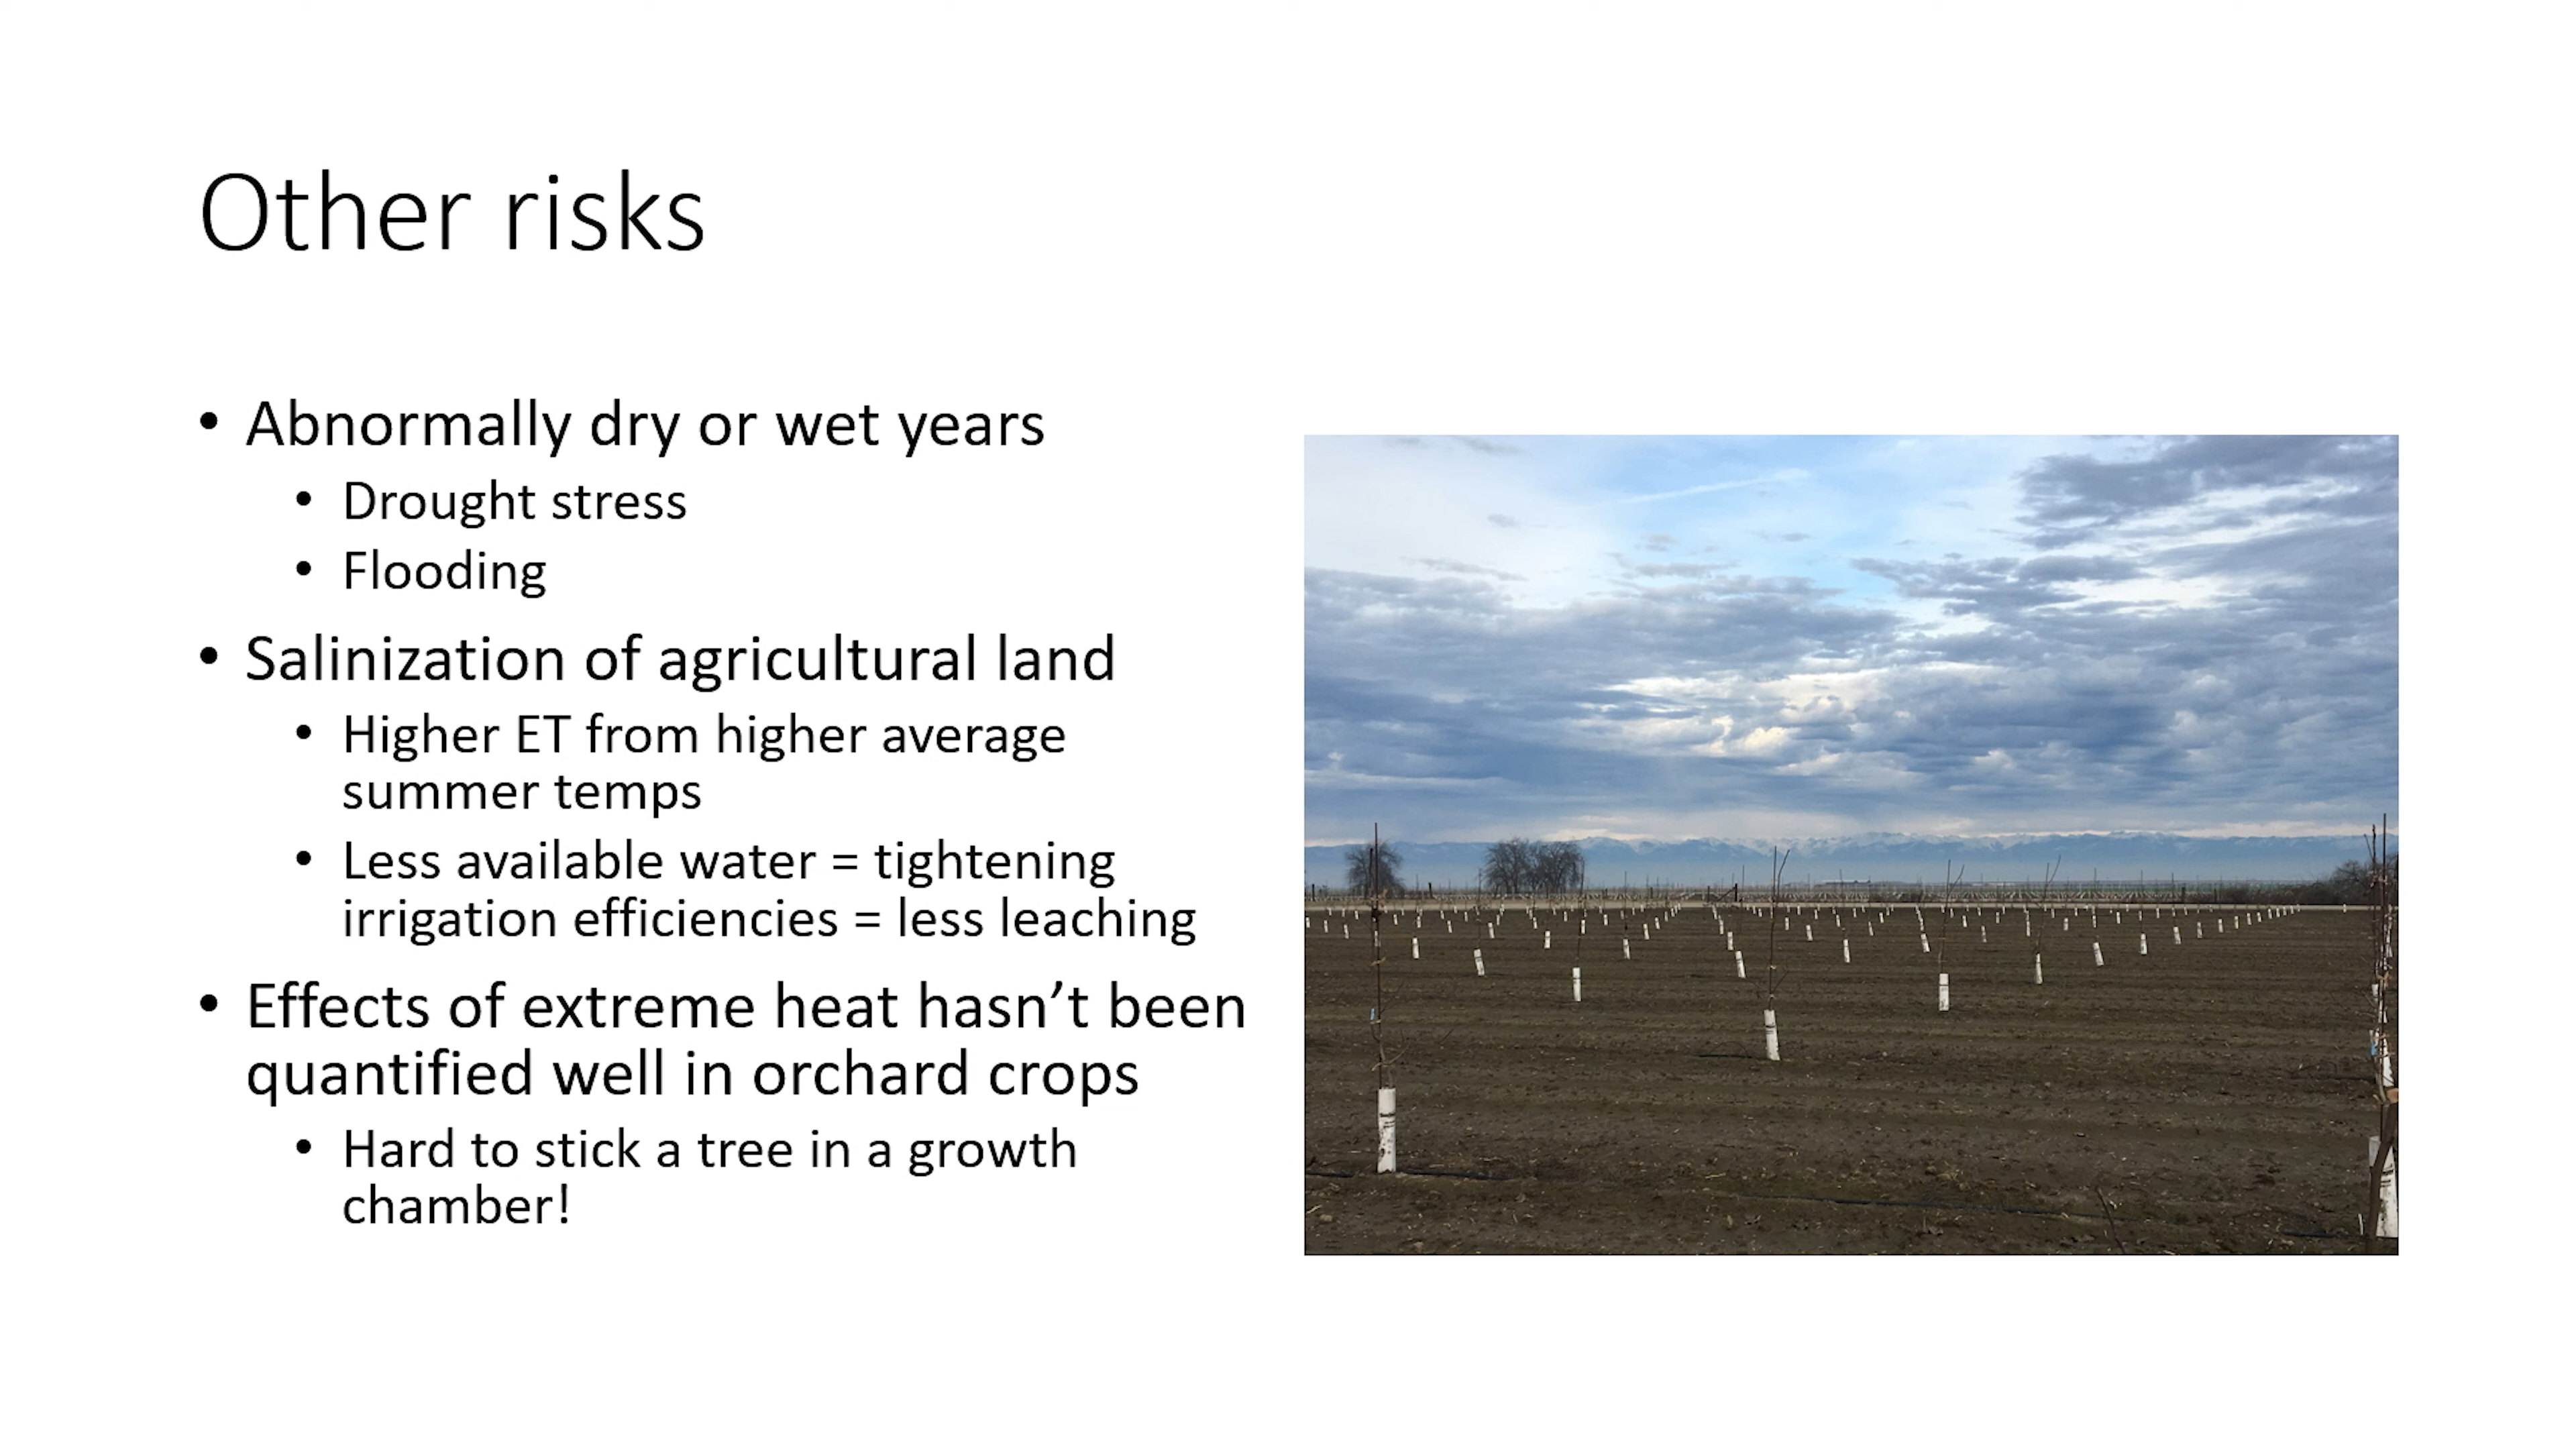 Other risks
• Abnormally dry or wet years
• Drought stress
• Flooding
• Salinization of agricultural land
• Higher ET from higher average
summer temps
• Less available water = tightening
irrigation efficiencies = less leaching
• Effects of extreme heat hasn’t been
quantified well in orchard crops
• Hard to stick a tree in a growth
chamber!